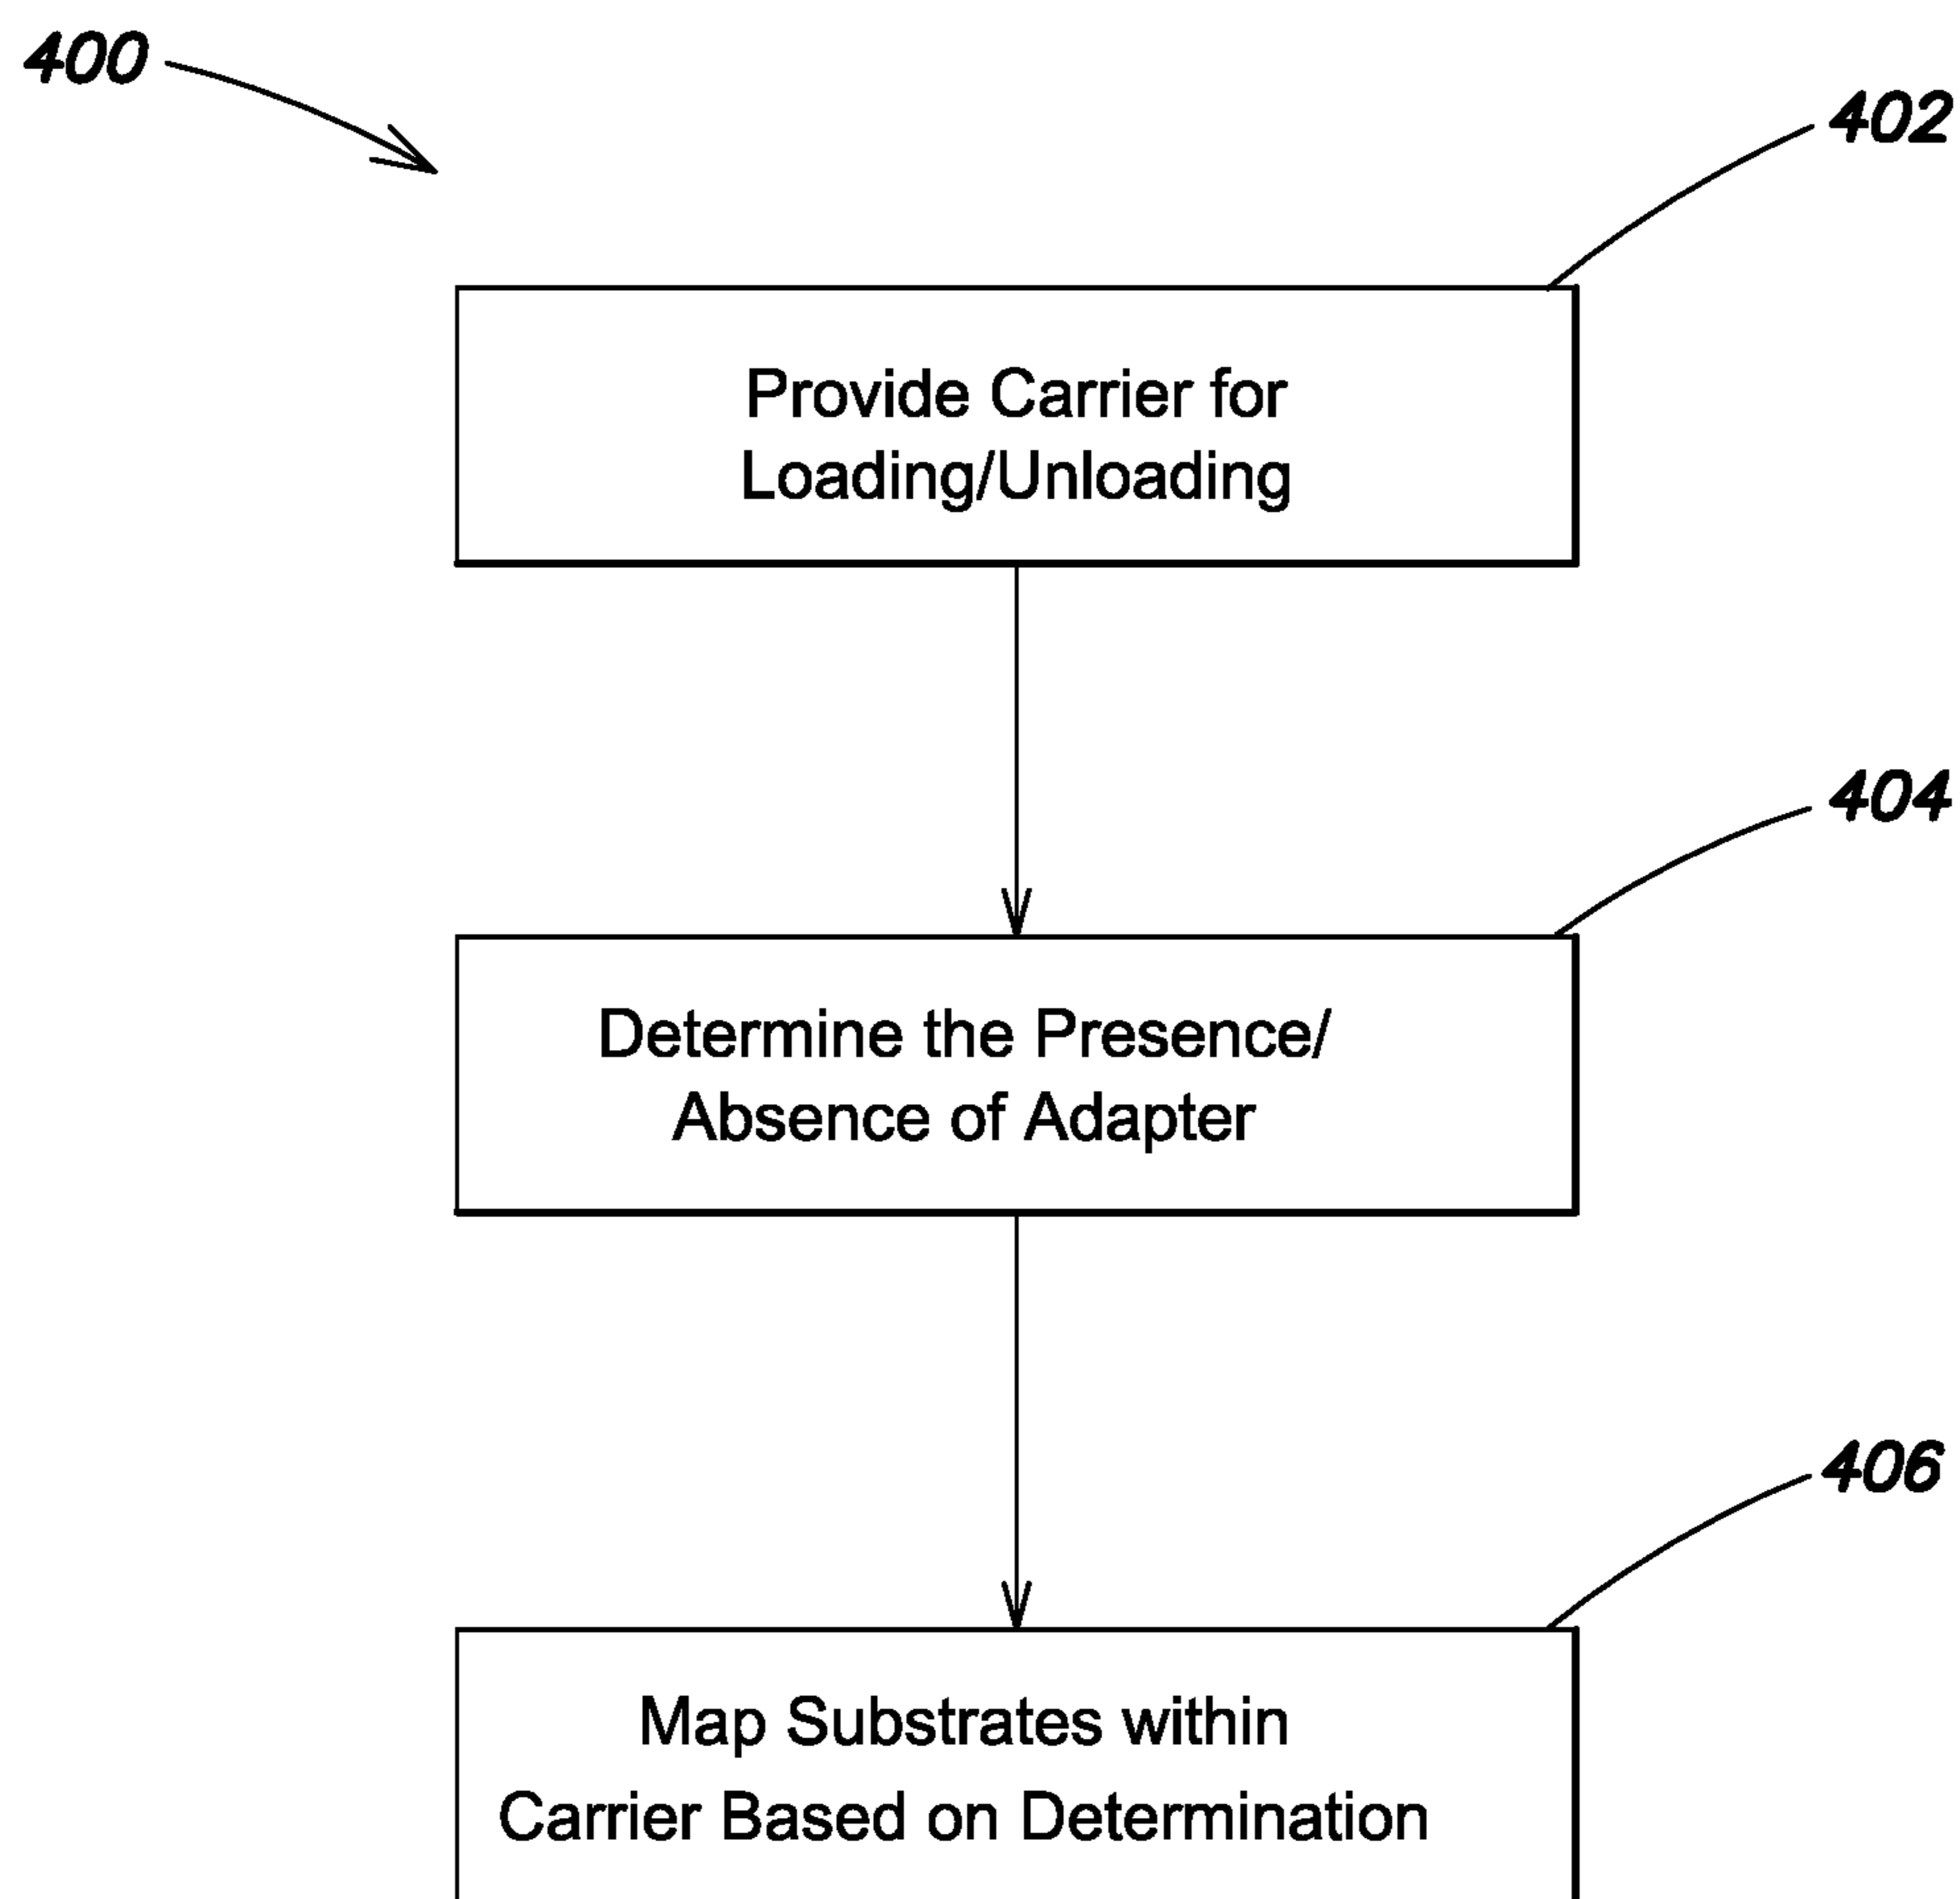 400
402
Provide Carrier for
Loading/Unloading
404
Determine the Presence/
Absence of Adapter
406
Map Substrates within
Carrier Based on Determination